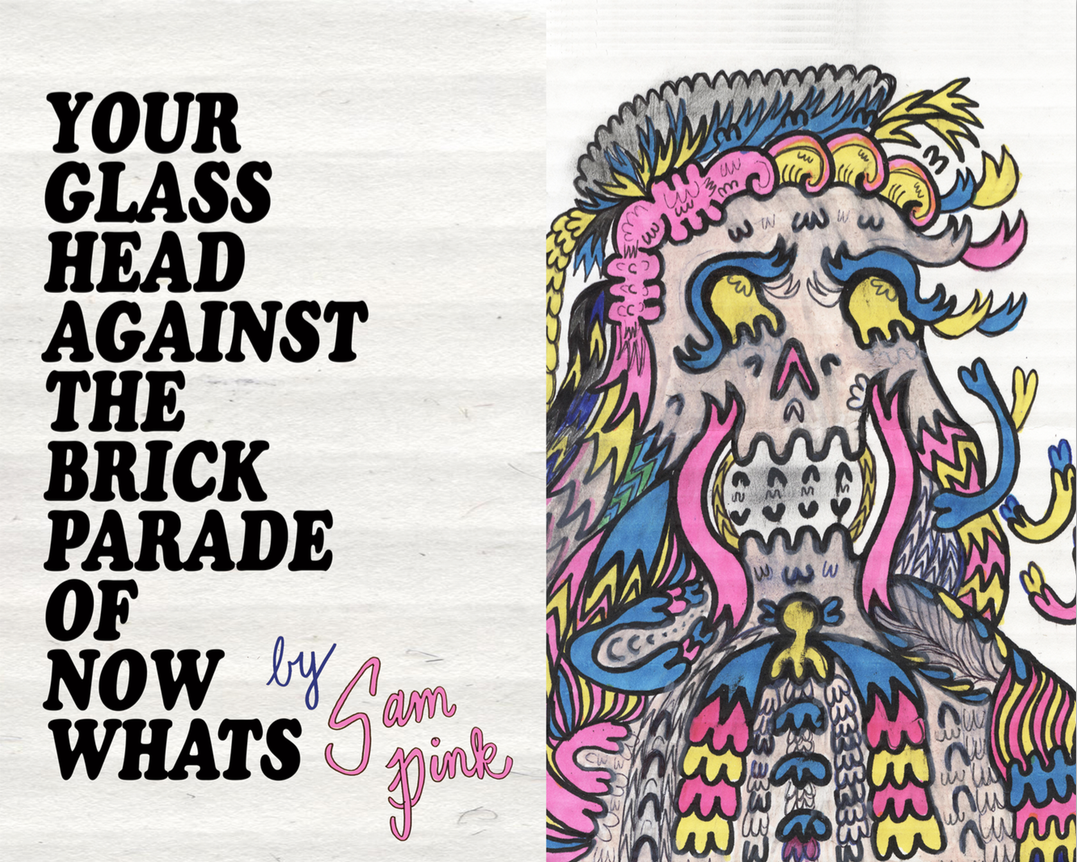 YOUR
GLASS
HEAD
AGAINST
THE
BRICK
PARADE
OF
NOW
WHATS
by
Sam
pink